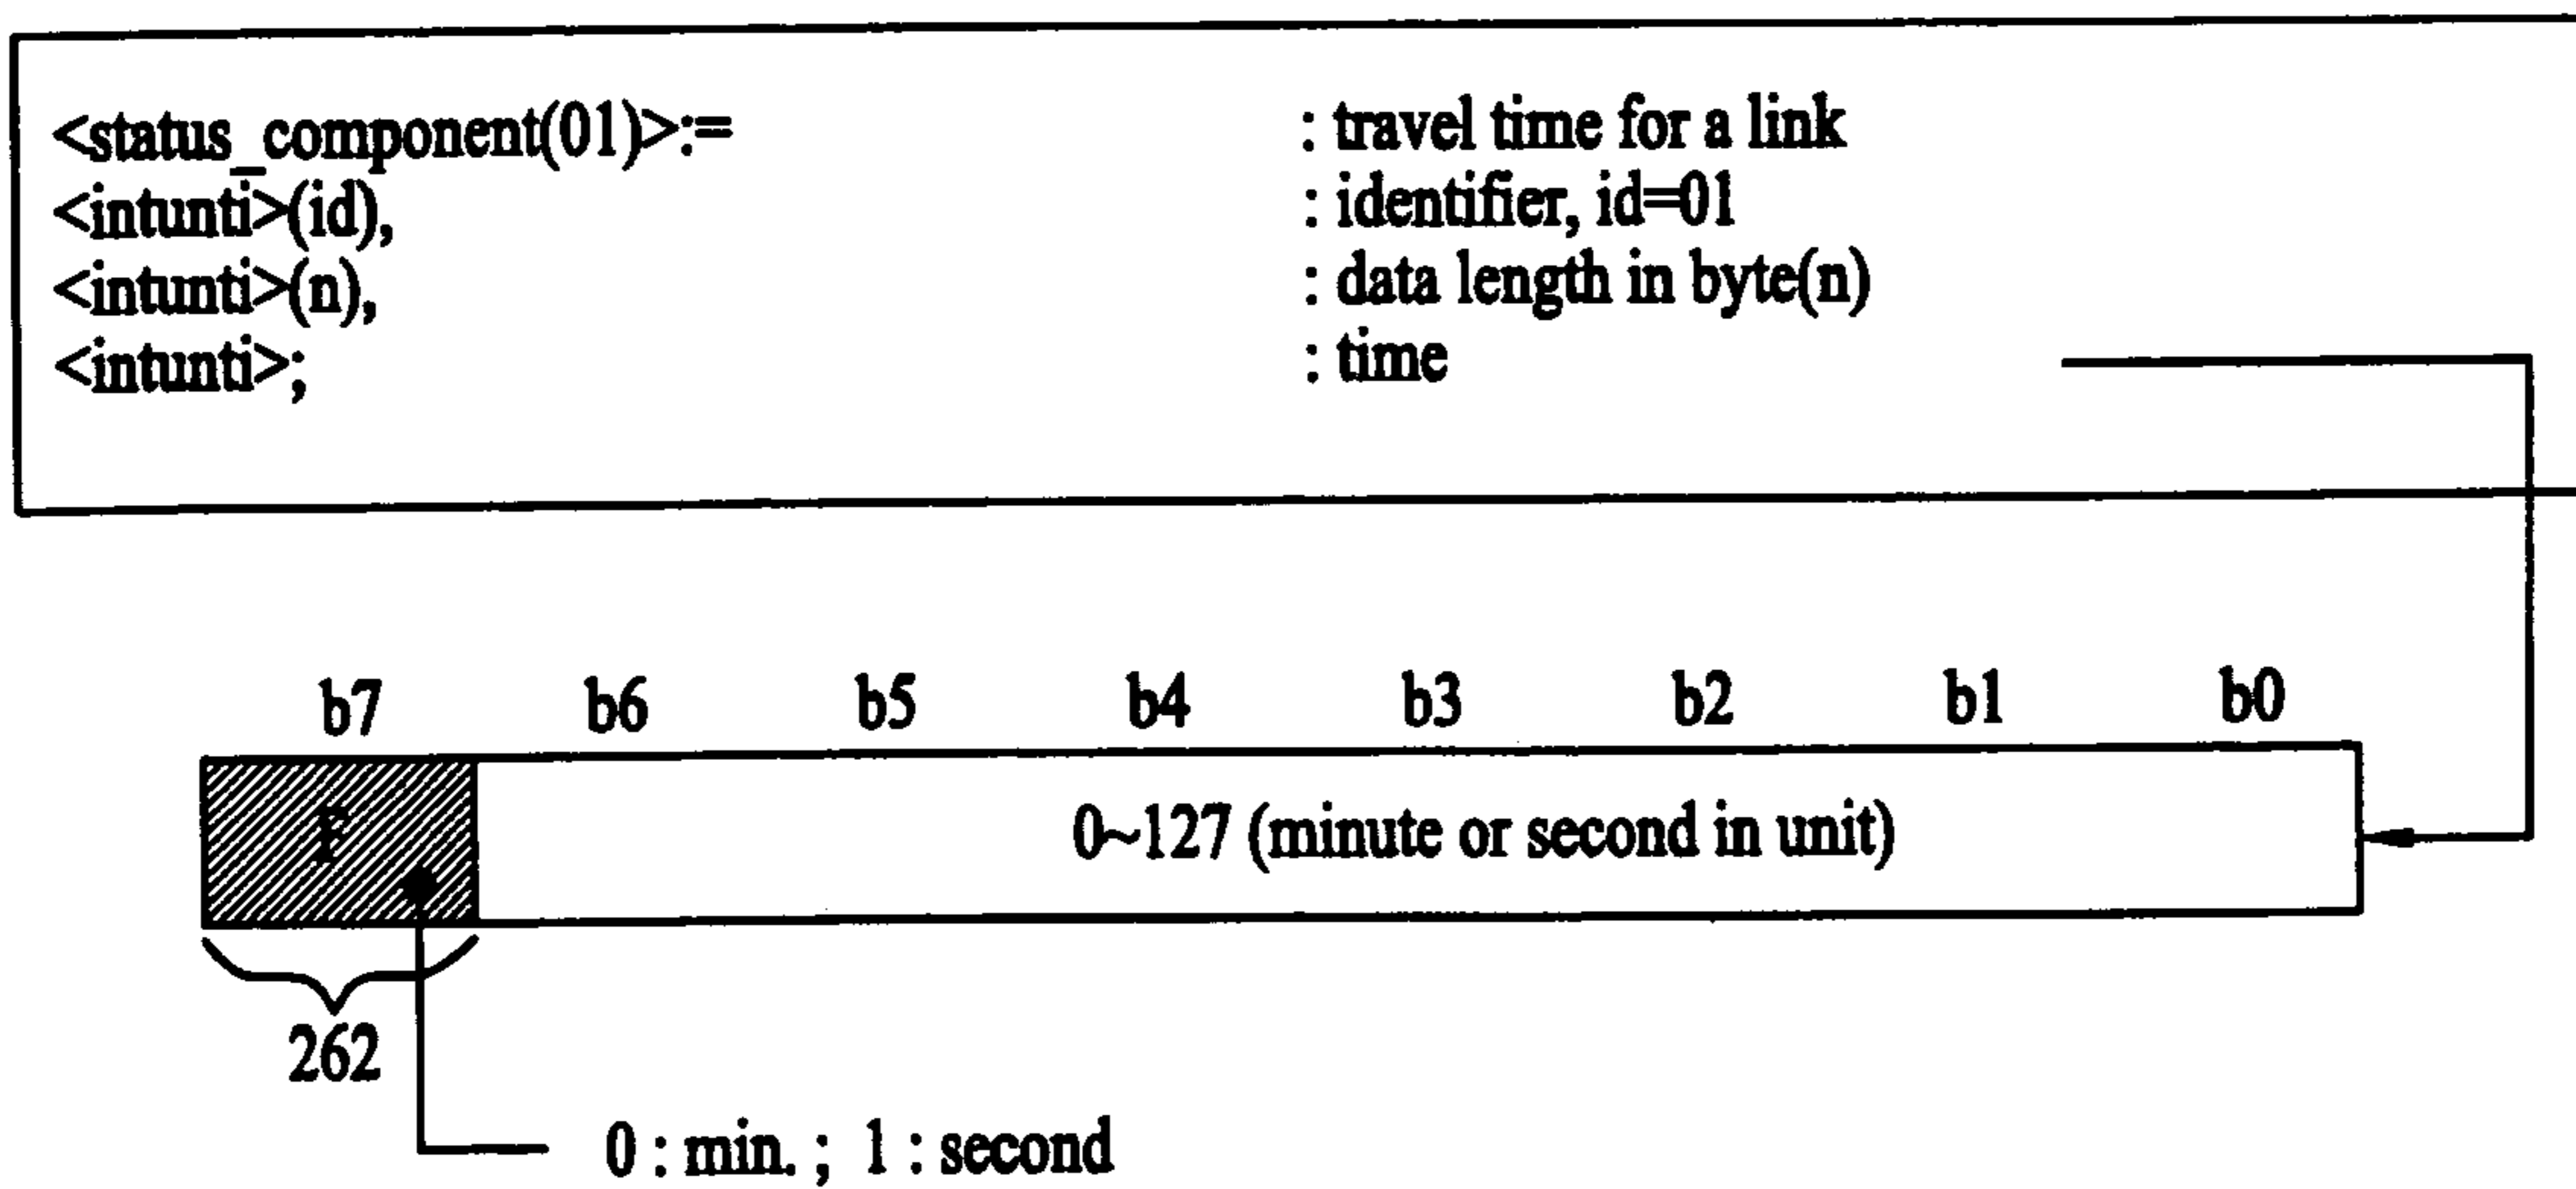 <status_component(01)>:= : travel time for a link
<intunti>(id), : identifier, id=01
<intunti>(n), : data length in byte(n)
<intunti>; : time
b7 b6 b5 b4 b3 b2 b1 b0
F 0~127 (minute or second in unit)
262
0 : min. ; 1 : second